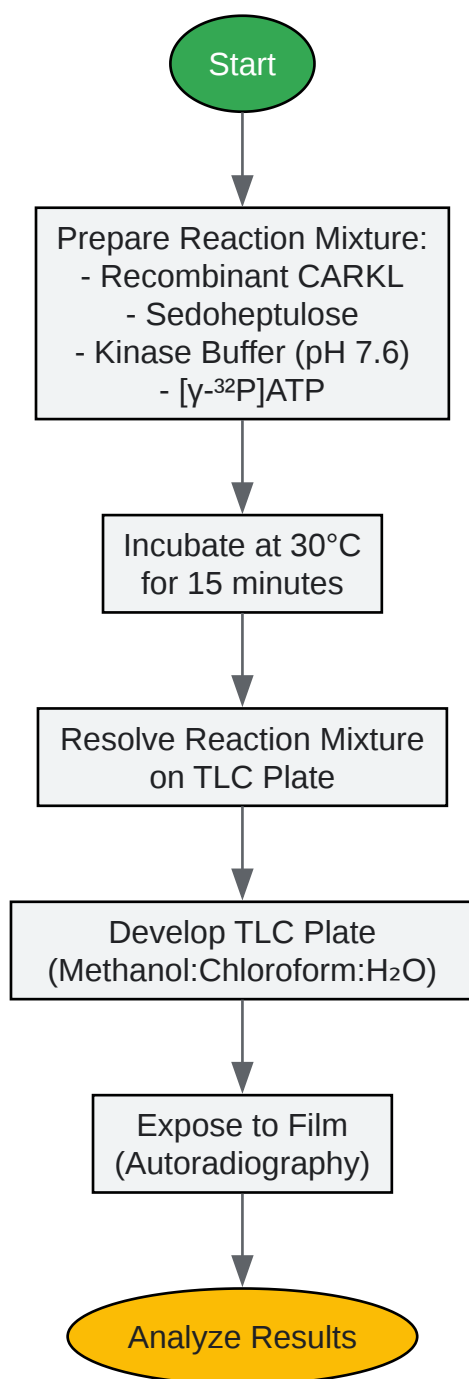 Start
Prepare Reaction Mixture:
- Recombinant CARKL
- Sedoheptulose
- Kinase Buffer (pH 7.6)
- [γ-³²P]ATP
Incubate at 30°C
for 15 minutes
Resolve Reaction Mixture
on TLC Plate
Develop TLC Plate
(Methanol:Chloroform:H₂O)
Expose to Film
(Autoradiography)
Analyze Results